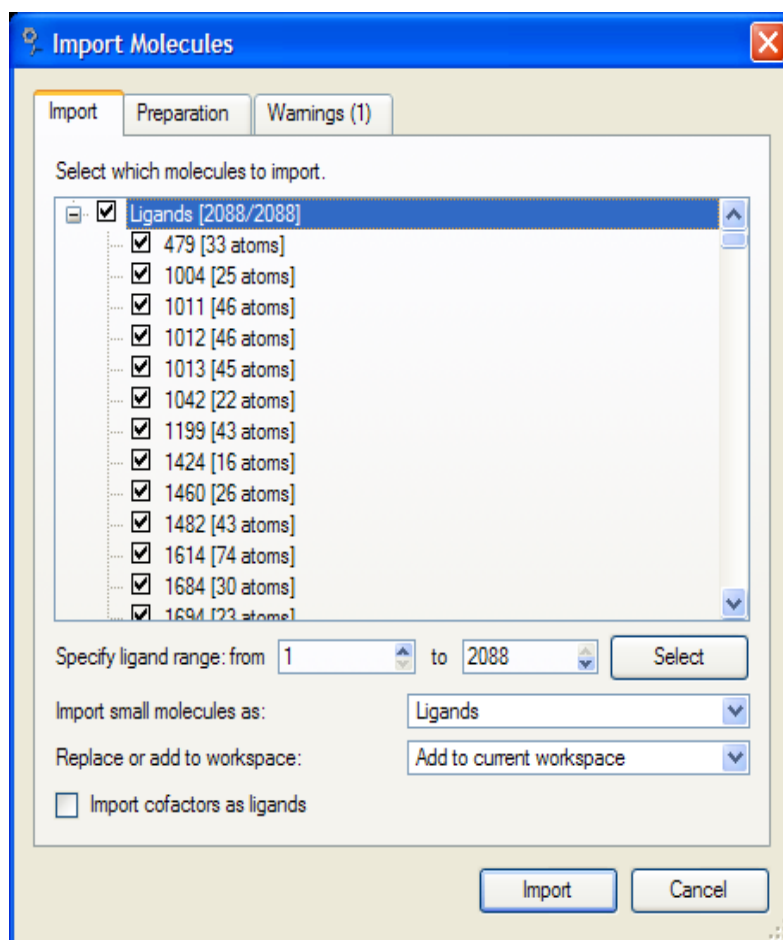 Import Molecules
Import Preparation Warnings (1)
Select which molecules to import.
Ligands [2088/2088]
479 [33 atoms]
1004 [25 atoms]
1011 [46 atoms]
1012 [46 atoms]
1013 [45 atoms]
1042 [22 atoms]
1199 [43 atoms]
1424 [16 atoms]
1460 [26 atoms]
1482 [43 atoms]
1614 [74 atoms]
1684 [30 atoms]
1694 [23 atoms]
Specify ligand range: from 1 to 2088 Select
Import small molecules as: Ligands
Replace or add to workspace: Add to current workspace
Import cofactors as ligands
Import Cancel